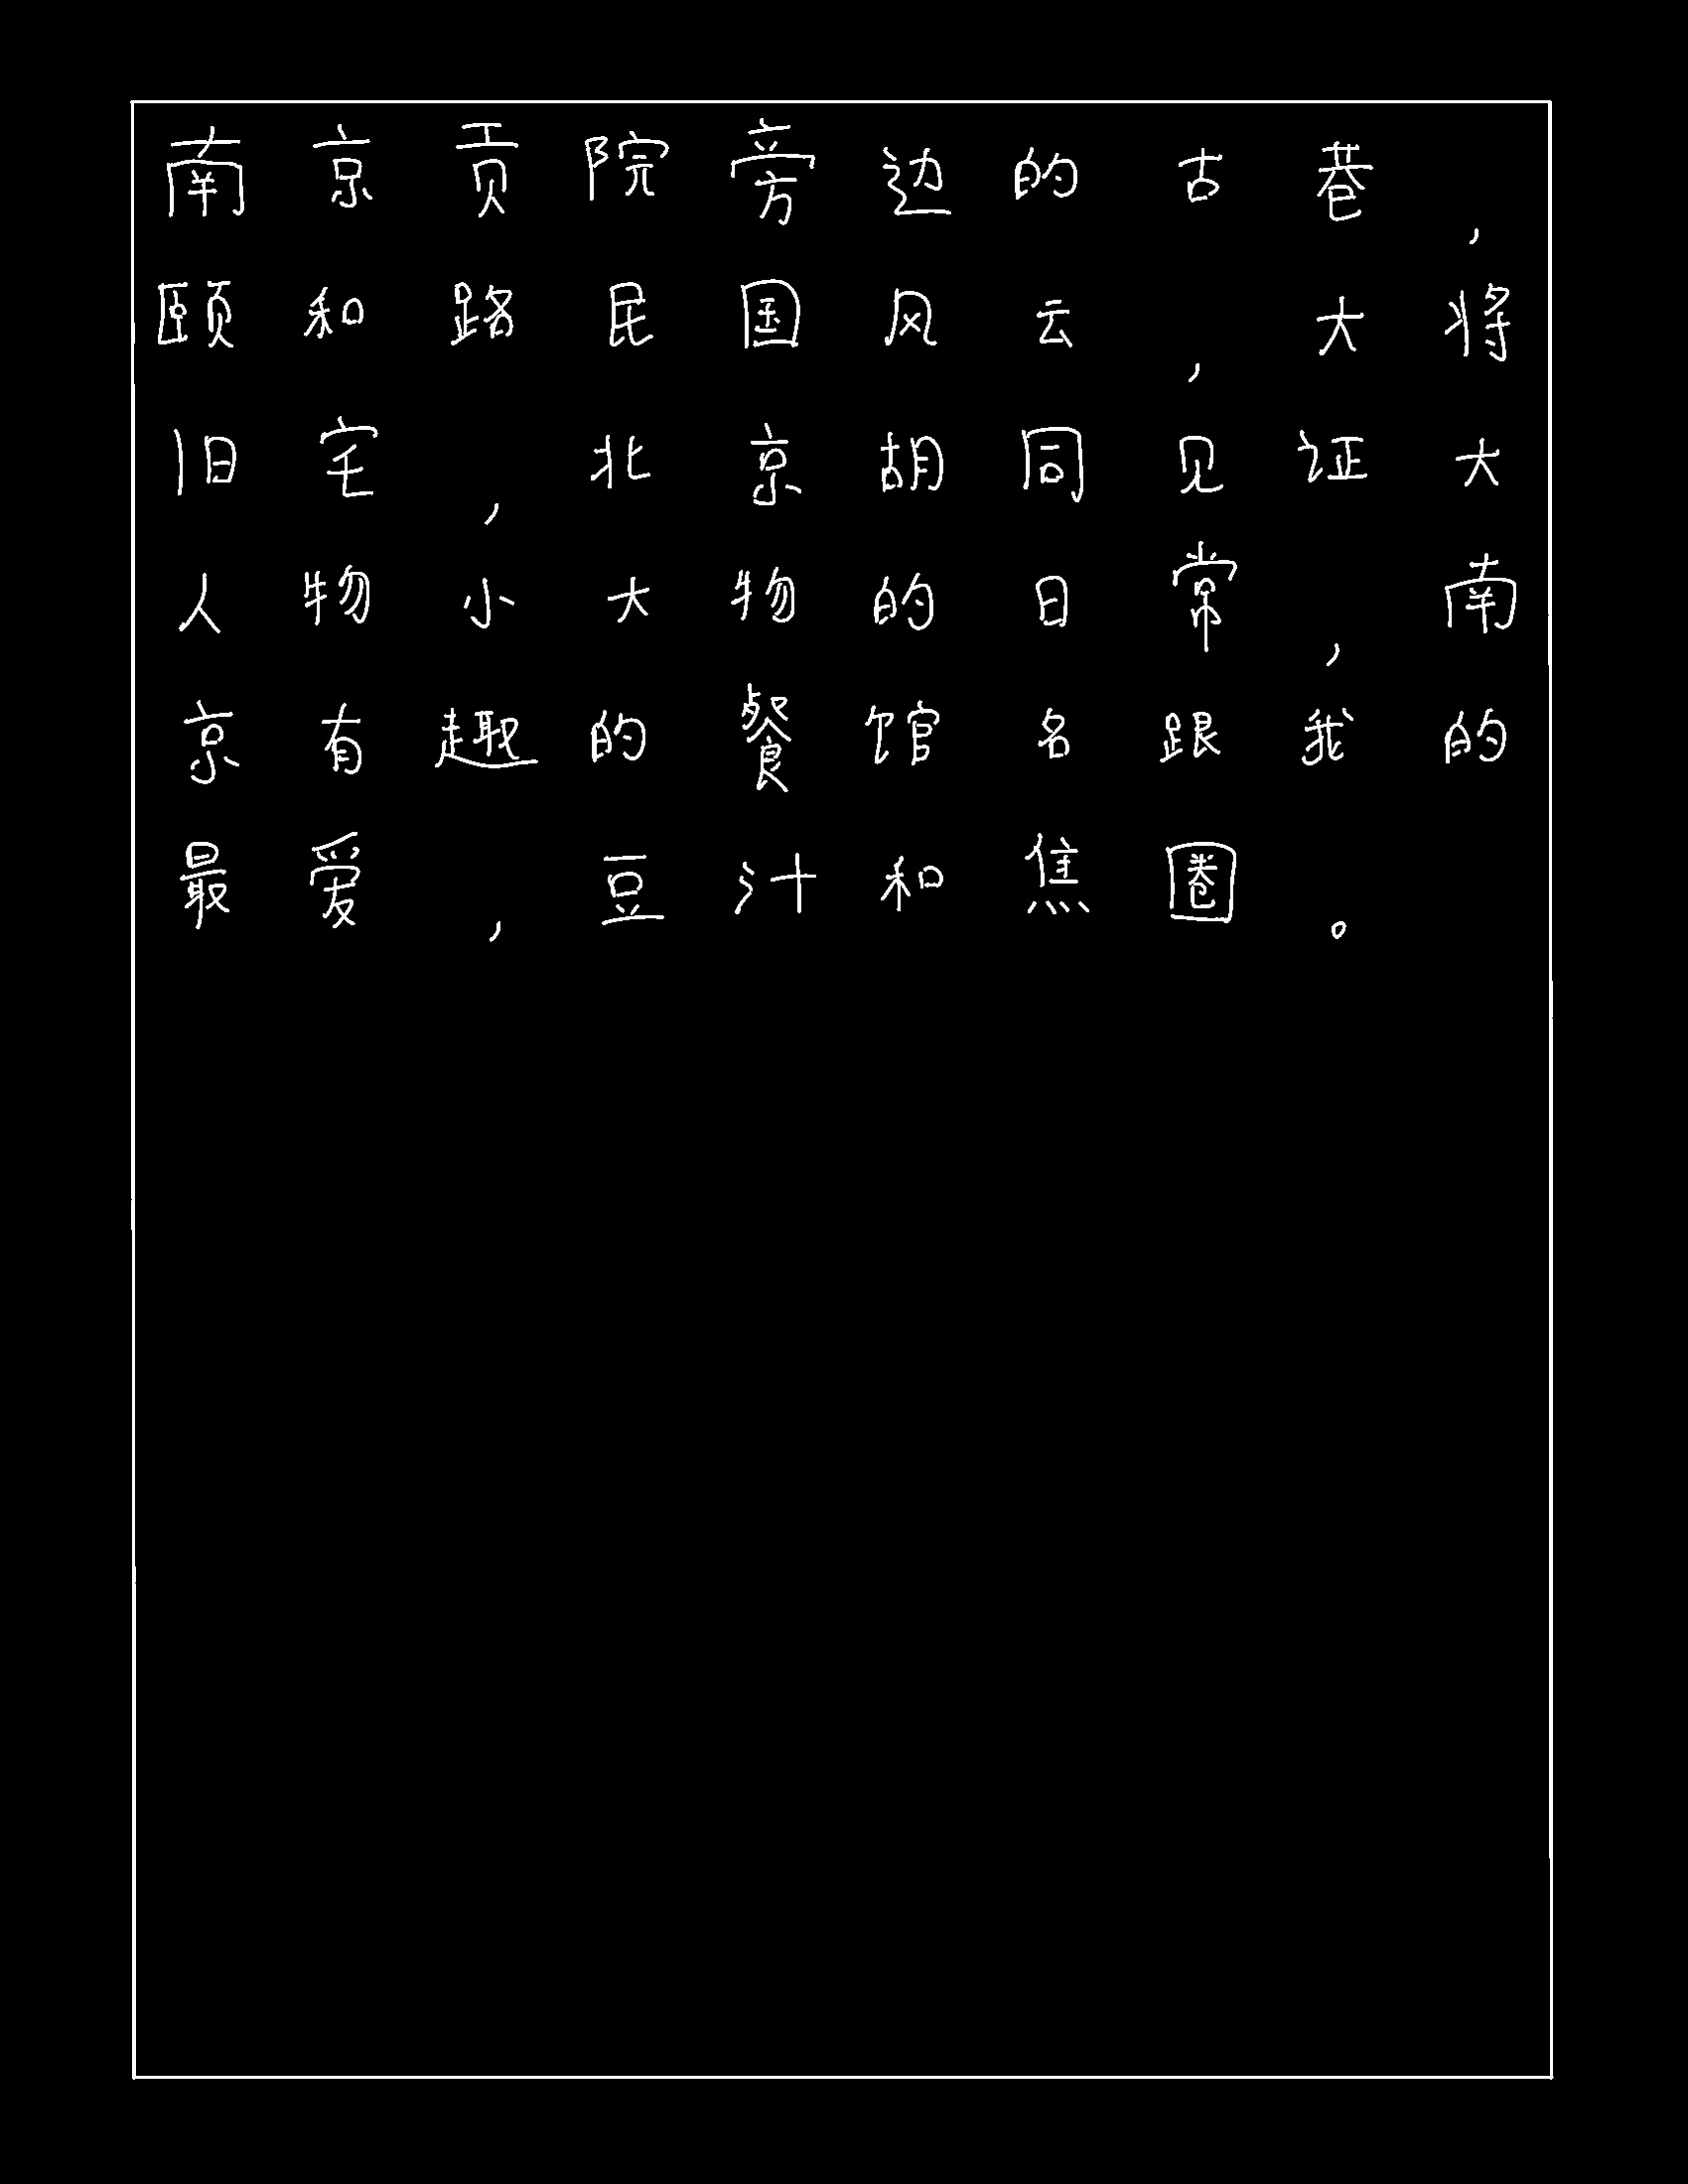 南京贡院旁边的古巷，
颐和路民国风云，大将
旧宅，北京胡同见证大
人物小大物的日常，南
京有趣的餐馆名跟我的
最爱，豆汁和焦圈。